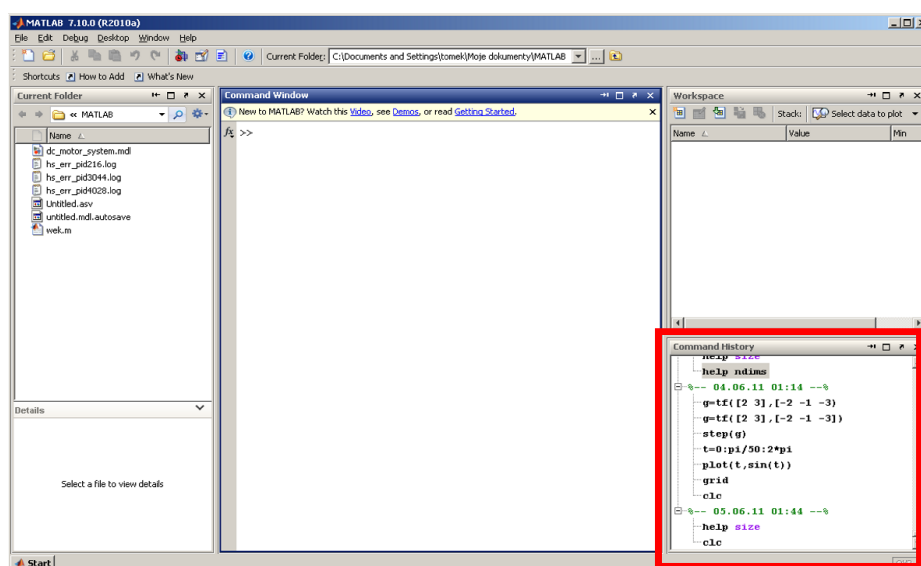 MATLAB 7.10.0 (R2010a)
File Edit Debug Desktop Window Help
Current Folder: C:\Documents and Settings\tomek\Moje dokumenty\MATLAB
Shortcuts How to Add What's New
Current Folder
« MATLAB
Name
dc_motor_system.mdl
hs_err_pid216.log
hs_err_pid3044.log
hs_err_pid4028.log
Untitled.asv
untitled.mdl.autosave
wek.m
Details
Select a file to view details
Command Window
New to MATLAB? Watch this Video, see Demos, or read Getting Started.
fx >>
Workspace
Stack: Select data to plot
Name Value Min
Command History
help size
help ndims
%-- 04.06.11 01:14 --%
g=tf([2 3],[-2 -1 -3)
g=tf([2 3],[-2 -1 -3])
step(g)
t=0:pi/50:2*pi
plot(t,sin(t))
grid
clc
%-- 05.06.11 01:44 --%
help size
clc
Start
OVR